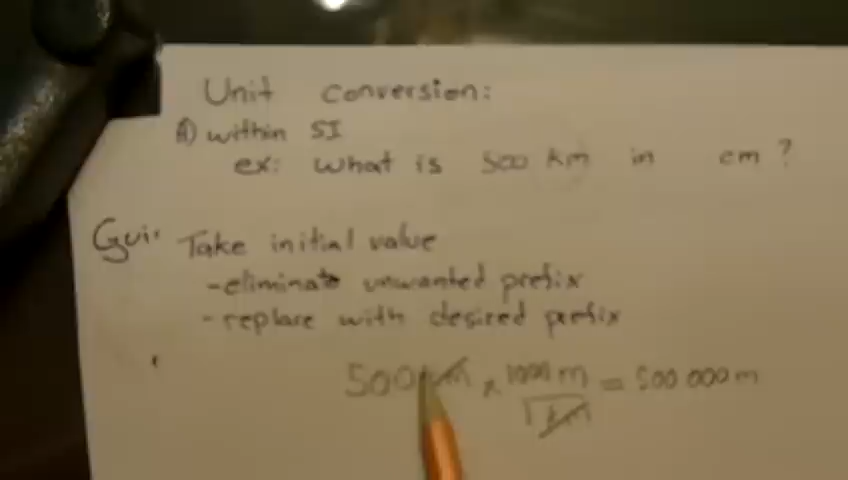 Unit conversion:
A) within SI
ex: What is 500 km in cm?
Gui: Take initial value
-eliminate unwanted prefix
-replace with desired prefix
500 km x 1000 m = 500 000 m
1 km